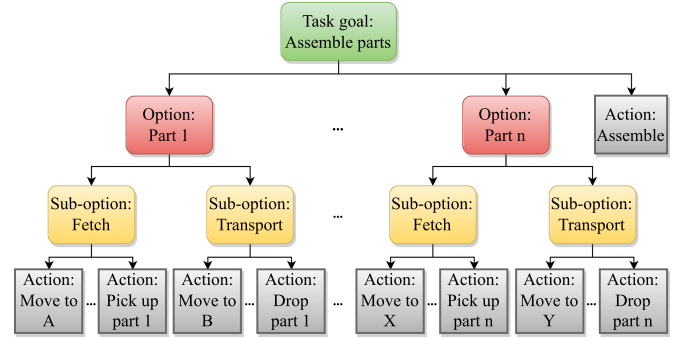 Task goal:
Assemble parts
Option:
Part 1
...
Option:
Part n
Action:
Assemble
Sub-option:
Fetch
Sub-option:
Transport
...
Sub-option:
Fetch
Sub-option:
Transport
Action:
Move to
A
...
Action:
Pick up
part 1
Action:
Move to
B
...
Action:
Drop
part 1
...
Action:
Move to
X
...
Action:
Pick up
part n
Action:
Move to
Y
...
Action:
Drop
part n